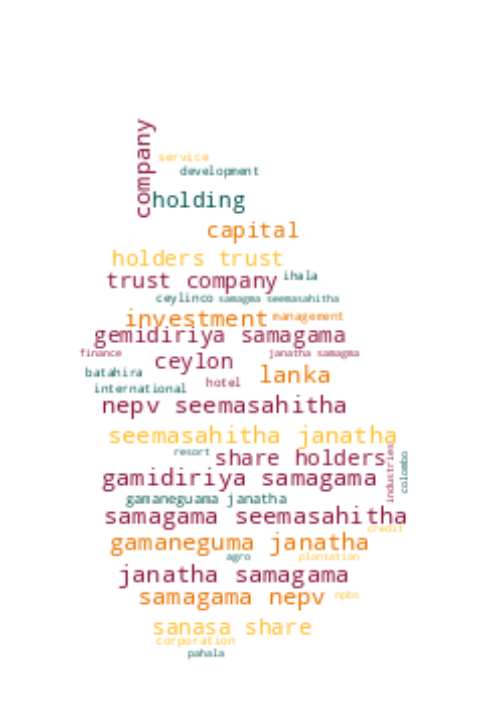 company
service
development
holding
capital
holders trust
trust company
ihala
ceylinco
samagma seemasahitha
investment
management
gemidiriya samagama
finance
janatha samagma
ceylon
batahira
lanka
international
hotel
nepv seemasahitha
seemasahitha janatha
resort
share holders
industries
colombo
gamidiriya samagama
gamaneguama janatha
samagama seemasahitha
credit
gamaneguma janatha
agro
plantation
janatha samagama
samagama nepv
npbs
sanasa share
corporation
pahala